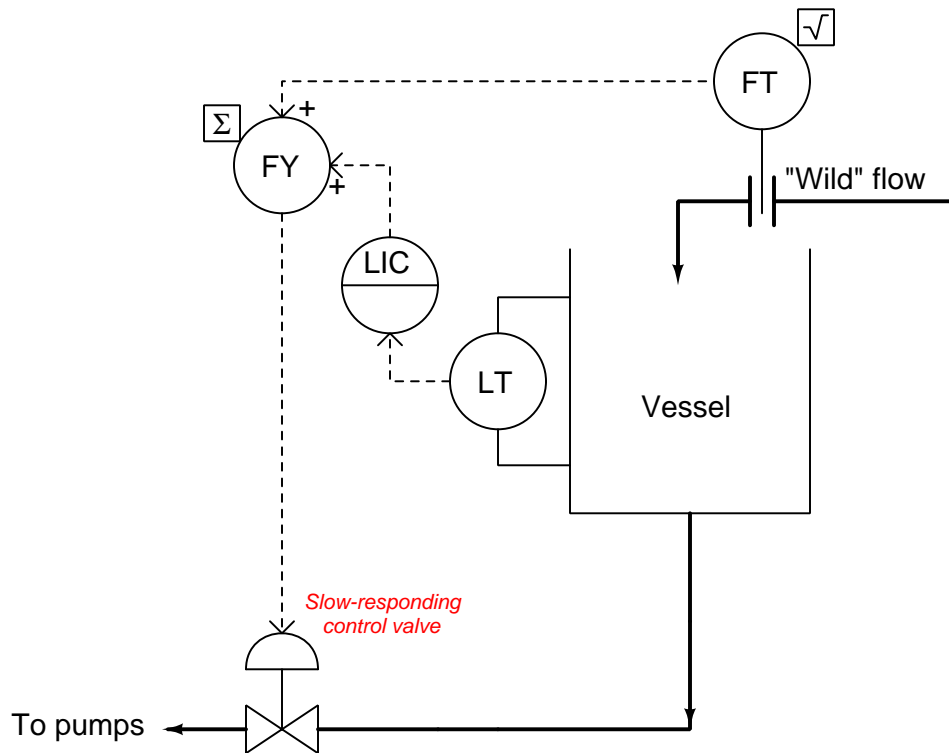 √
FT
+
Σ
FY
+
"Wild" flow
LIC
LT
Vessel
Slow-responding
control valve
To pumps